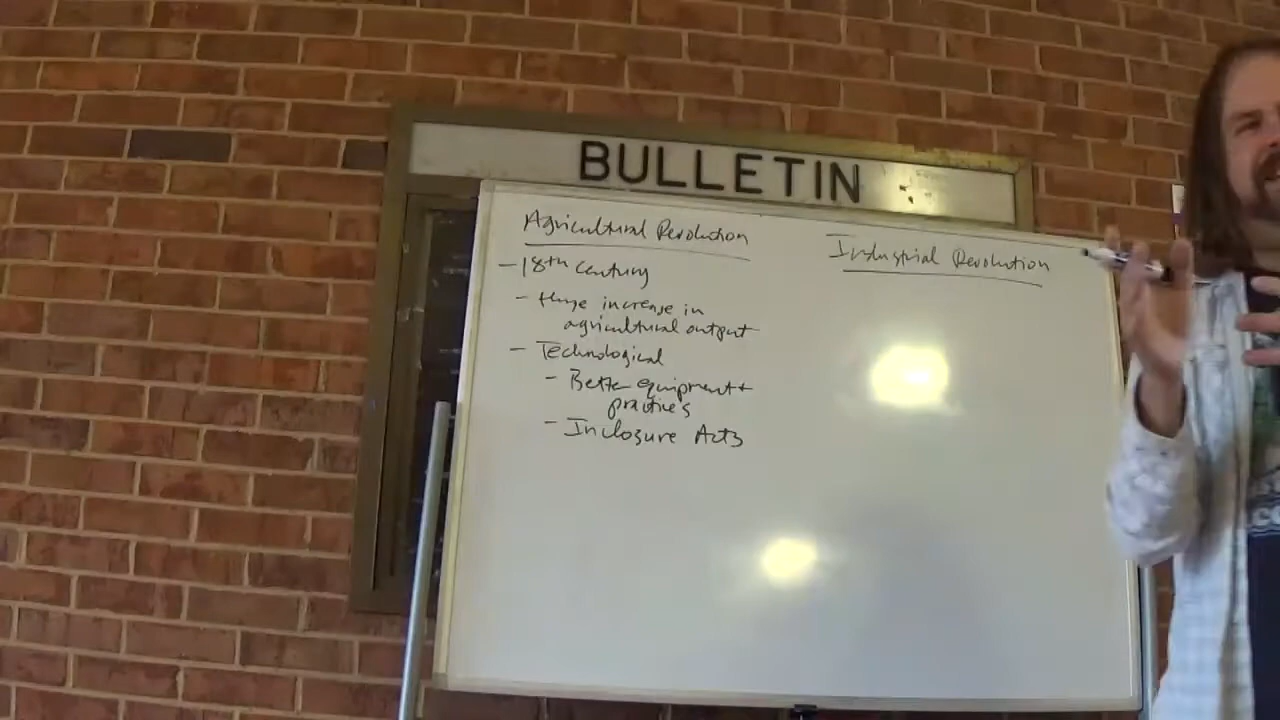 BULLETIN
Agricultural Revolution
- 18th century
- Huge increase in
agricultural output
- Technological
- Better equipment +
practices
- Inclosure Acts
Industrial Revolution